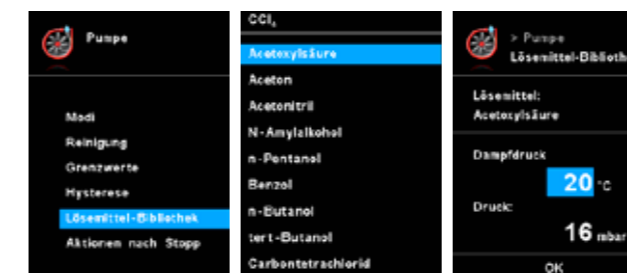 Pumpe
Modi
Reinigung
Grenzwerte
Hysterese
Lösemittel-Bibliothek
Aktionen nach Stopp
CCl₄
Acetoxylsäure
Aceton
Acetonitril
N-Amylalkohol
n-Pentanol
Benzol
n-Butanol
tert-Butanol
Carbontetrachlorid
> Pumpe
Lösemittel-Biblioth
Lösemittel:
Acetoxylsäure
Dampfdruck
20 °C
Druck:
16 mbar
OK